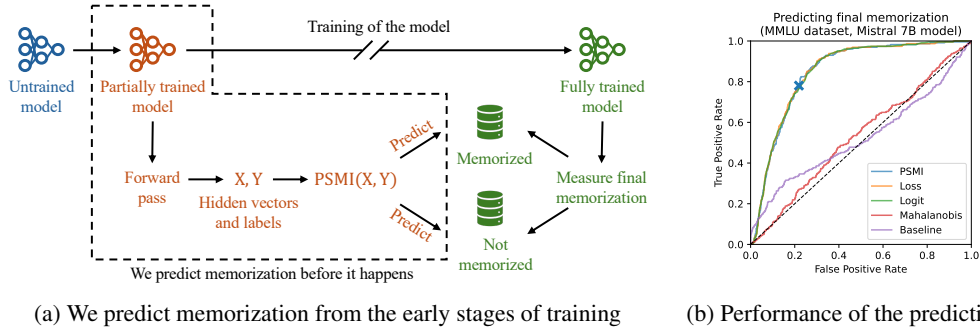 Training of the model
Untrained
model
Partially trained
model
Fully trained
model
Forward
pass
X, Y
Hidden vectors
and labels
PSMI(X, Y)
Predict
Predict
Memorized
Not
memorized
Measure final
memorization
We predict memorization before it happens
(a) We predict memorization from the early stages of training
Predicting final memorization
(MMLU dataset, Mistral 7B model)
True Positive Rate
1.0
0.8
0.6
0.4
0.2
0.0
PSMI
Loss
Logit
Mahalanobis
Baseline
0.0 0.2 0.4 0.6 0.8 1.0
False Positive Rate
(b) Performance of the predicti